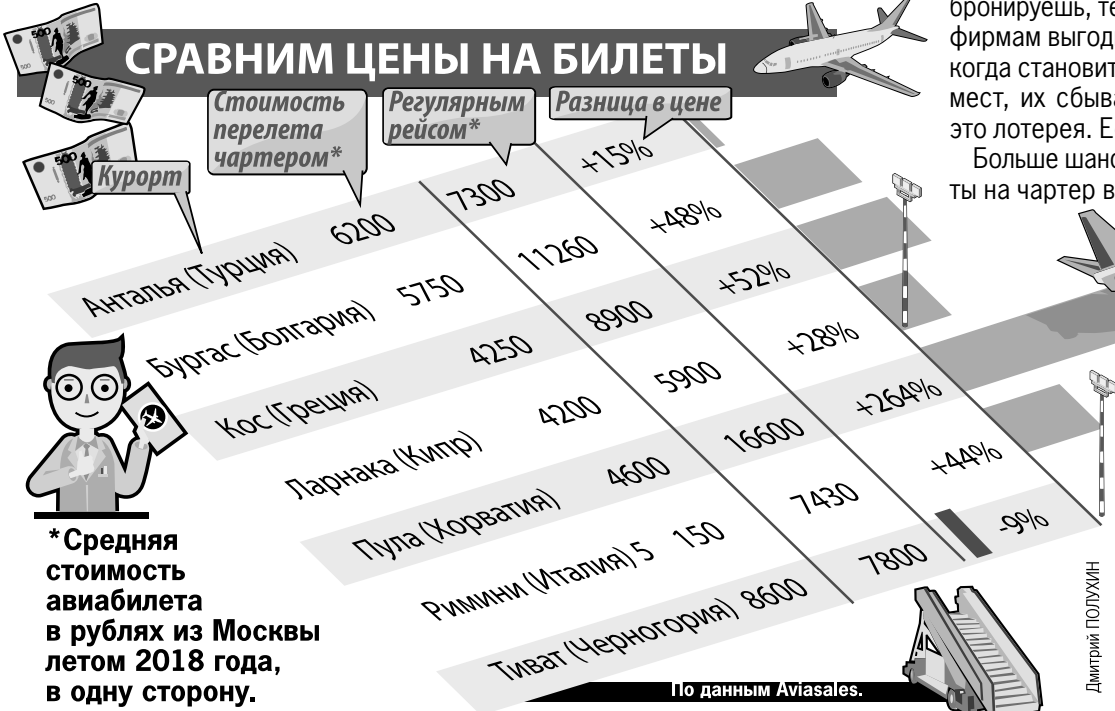 СРАВНИМ ЦЕНЫ НА БИЛЕТЫ
Курорт
Стоимость
перелета
чартером*
Регулярным
рейсом*
Разница в цене
Анталья (Турция) 6200 7300 +15%
Бургас (Болгария) 5750 11260 +48%
Кос (Греция) 4250 8900 +52%
Ларнака (Кипр) 4200 5900 +28%
Пула (Хорватия) 4600 16600 +264%
Римини (Италия) 5 150 7430 +44%
Тиват (Черногория) 8600 7800 -9%
*Средняя
стоимость
авиабилета
в рублях из Москвы
летом 2018 года,
в одну сторону.
По данным Aviasales.
Дмитрий ПОЛУХИН
500
500
500
бронируешь, те
фирмам выгод
когда становит
мест, их сбыва
это лотерея. Е
Больше шанс
ты на чартер в